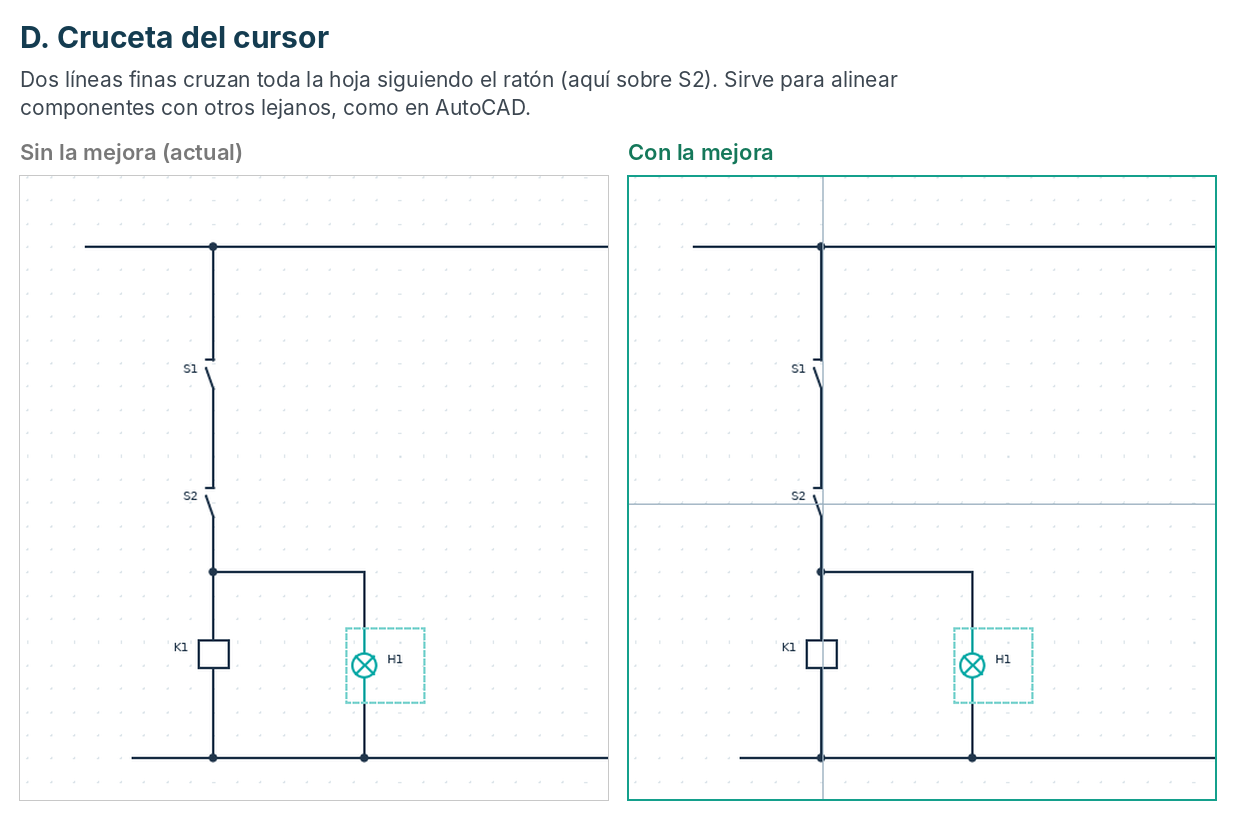 D. Cruceta del cursor
Dos líneas finas cruzan toda la hoja siguiendo el ratón (aquí sobre S2). Sirve para alinear
componentes con otros lejanos, como en AutoCAD.
Sin la mejora (actual)
Con la mejora
S1
S1
S2
S2
K1
H1
K1
H1